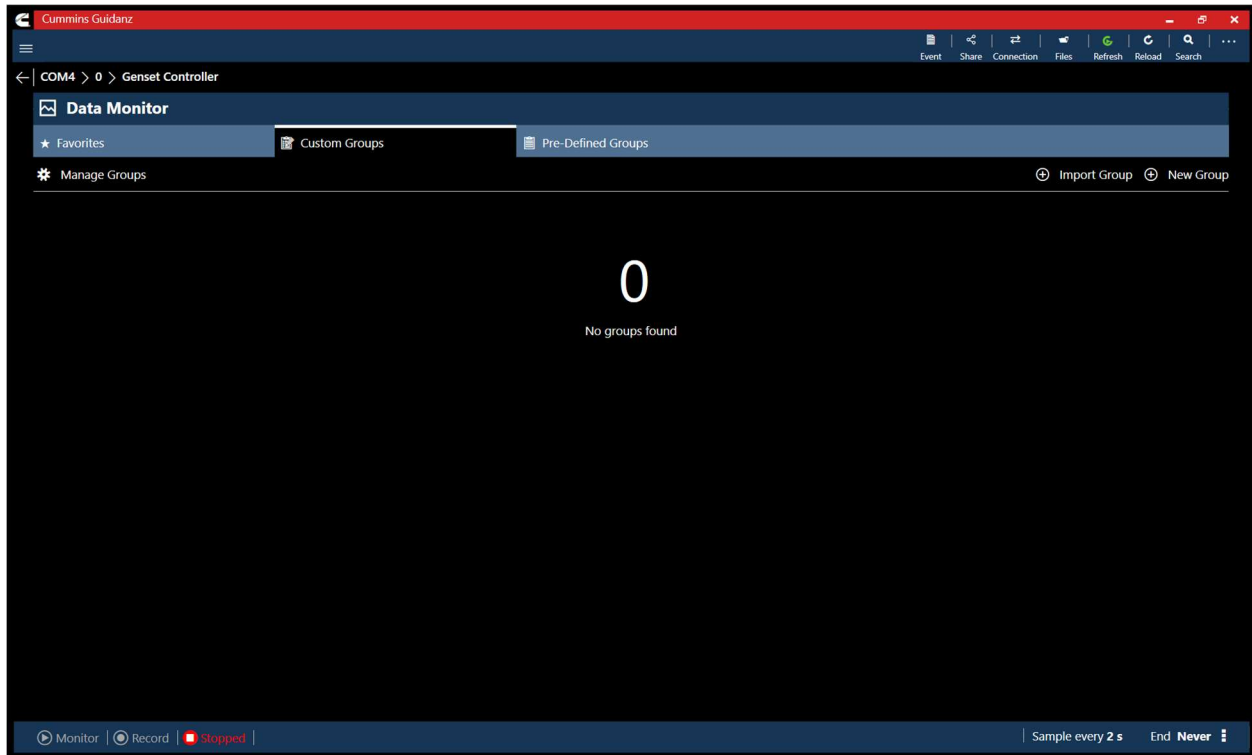 Cummins Guidanz
Event Share Connection Files Refresh Reload Search
COM4 > 0 > Genset Controller
Data Monitor
Favorites Custom Groups Pre-Defined Groups
Manage Groups Import Group New Group
0
No groups found
Monitor Record Stopped Sample every 2 s End Never